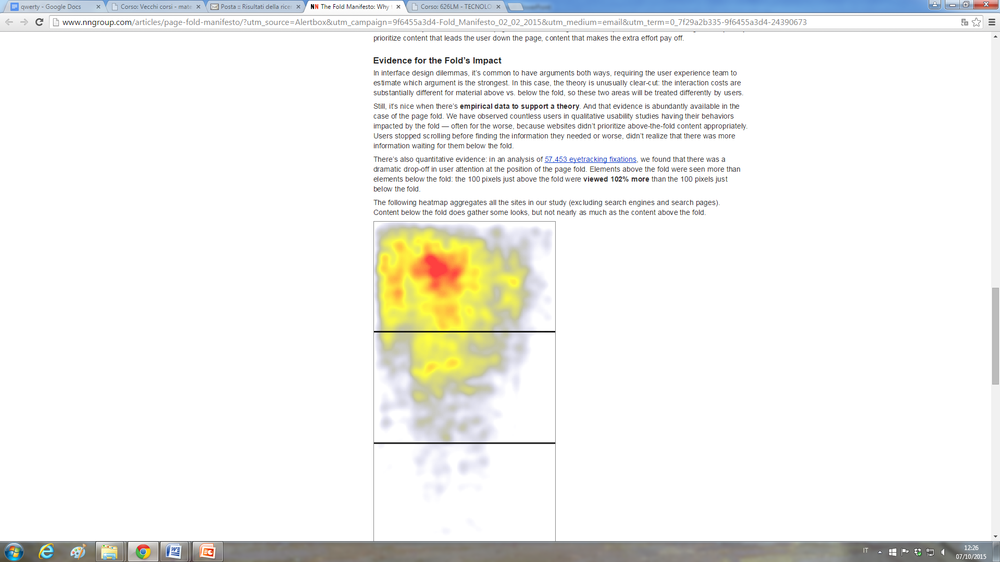 qwerty - Google Docs
Corso: Vecchi corsi - mate
Posta :: Risultati della rice
NN The Fold Manifesto: Why
Corso: 626LM - TECNOLO
www.nngroup.com/articles/page-fold-manifesto/?utm_source=Alertbox&utm_campaign=9f6455a3d4-Fold_Manifesto_02_02_2015&utm_medium=email&utm_term=0_7f29a2b335-9f6455a3d4-24390673
prioritize content that leads the user down the page, content that makes the extra effort pay off.
Evidence for the Fold’s Impact
In interface design dilemmas, it’s common to have arguments both ways, requiring the user experience team to
estimate which argument is the strongest. In this case, the theory is unusually clear-cut: the interaction costs are
substantially different for material above vs. below the fold, so these two areas will be treated differently by users.
Still, it’s nice when there’s empirical data to support a theory. And that evidence is abundantly available in the
case of the page fold. We have observed countless users in qualitative usability studies having their behaviors
impacted by the fold — often for the worse, because websites didn’t prioritize above-the-fold content appropriately.
Users stopped scrolling before finding the information they needed or worse, didn’t realize that there was more
information waiting for them below the fold.
There’s also quantitative evidence: in an analysis of 57,453 eyetracking fixations, we found that there was a
dramatic drop-off in user attention at the position of the page fold. Elements above the fold were seen more than
elements below the fold: the 100 pixels just above the fold were viewed 102% more than the 100 pixels just
below the fold.
The following heatmap aggregates all the sites in our study (excluding search engines and search pages).
Content below the fold does gather some looks, but not nearly as much as the content above the fold.
IT
12:26
07/10/2015